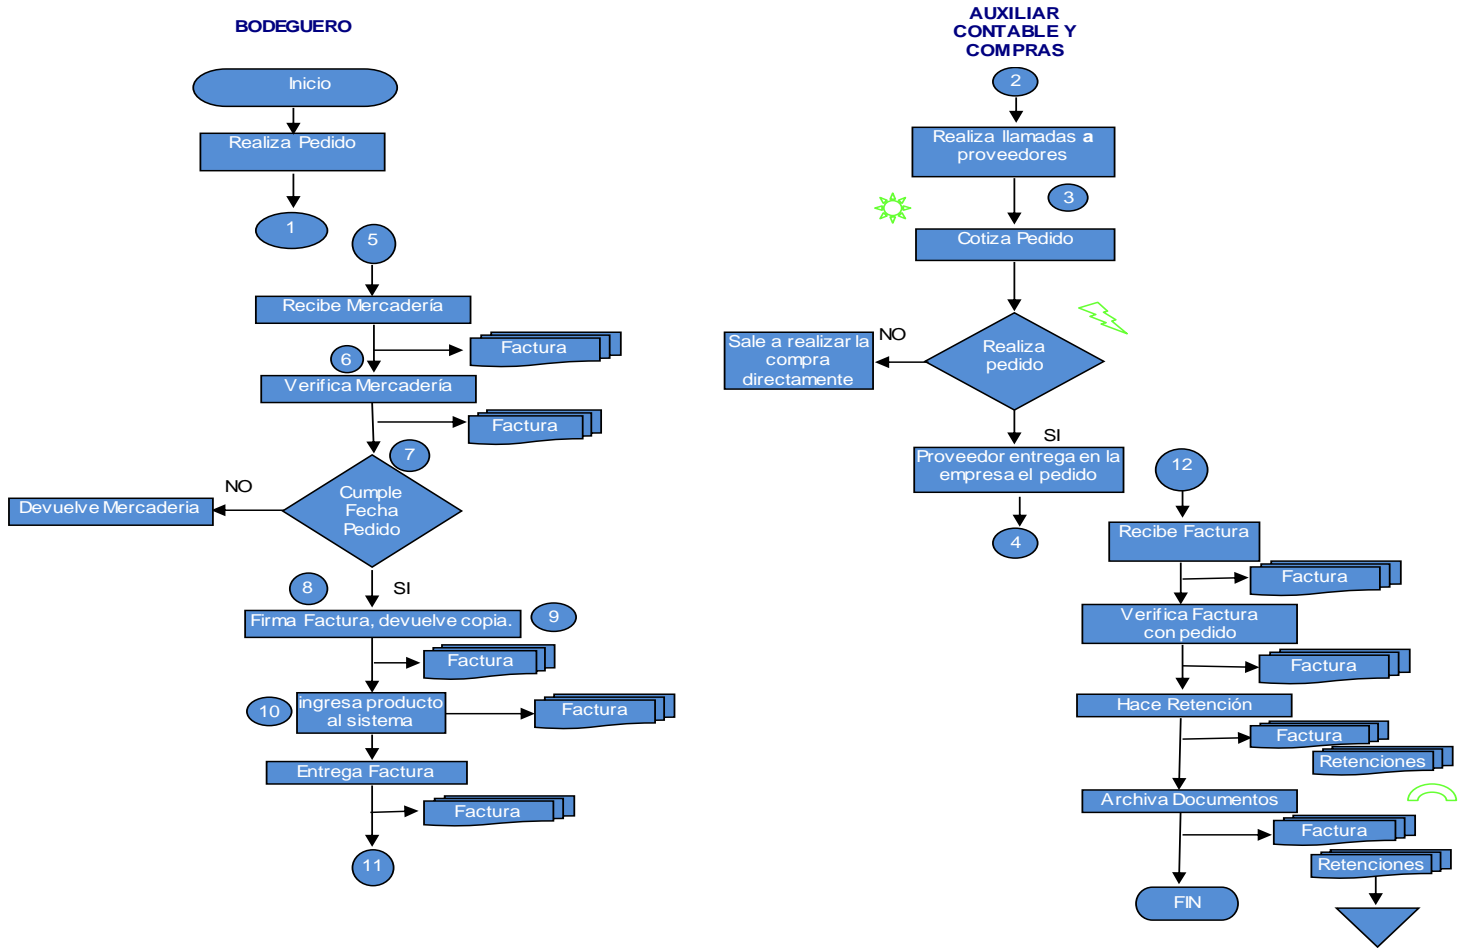 BODEGUERO
Inicio
Realiza Pedido
1
5
Recibe Mercadería
Factura
6
Verifica Mercadería
Factura
7
Cumple
Fecha
Pedido
NO
Devuelve Mercaderia
SI
8
Firma Factura, devuelve copia.
9
Factura
10
ingresa producto
al sistema
Factura
Entrega Factura
Factura
11
AUXILIAR
CONTABLE Y
COMPRAS
2
Realiza llamadas a
proveedores
3
Cotiza Pedido
Realiza
pedido
NO
Sale a realizar la
compra
directamente
SI
Proveedor entrega en la
empresa el pedido
4
12
Recibe Factura
Factura
Verifica Factura
con pedido
Factura
Hace Retención
Factura
Retenciones
Archiva Documentos
Factura
Retenciones
FIN